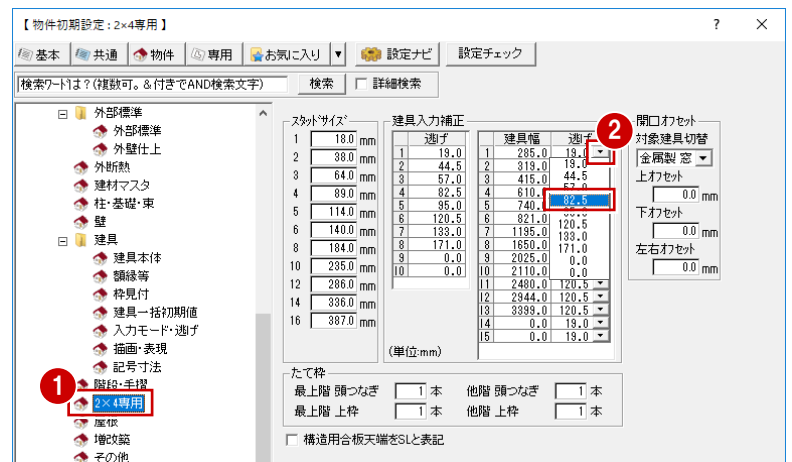 【 物件初期設定 : 2×4専用 】
? ×
基本 共通 物件 専用 お気に入り ▼ 設定ナビ 設定チェック
検索ワードは?(複数可。&付きでAND検索文字) 検索 詳細検索
外部標準
外部標準
外壁仕上
外断熱
建材マスタ
柱・基礎・束
壁
建具
建具本体
額縁等
枠見付
建具一括初期値
入力モード・逃げ
描画・表現
記号寸法
1
階段・手摺
2×4専用
屋根
増改築
その他
スタッドサイズ
1 18.0 mm
2 38.0 mm
3 64.0 mm
4 89.0 mm
5 114.0 mm
6 140.0 mm
8 184.0 mm
10 235.0 mm
12 286.0 mm
14 336.0 mm
16 387.0 mm
建具入力補正
逃げ
1 19.0
2 44.5
3 57.0
4 82.5
5 95.0
6 120.5
7 133.0
8 171.0
9 0.0
10 0.0
(単位:mm)
建具幅 逃げ
2
1 285.0 19.0
2 319.0
3 415.0
4 610.0
5 740.0
6 821.0
7 1195.0
8 1650.0
9 2025.0
10 2110.0
11 2480.0 120.5
12 2944.0 120.5
13 3399.0 120.5
14 0.0 19.0
15 0.0 19.0
19.0
44.5
57.0
82.5
120.5
133.0
171.0
0.0
0.0
開口オフセット
対象建具切替
金属製 窓
上オフセット
0.0 mm
下オフセット
0.0 mm
左右オフセット
0.0 mm
たて枠
最上階 頭つなぎ 1 本 他階 頭つなぎ 1 本
最上階 上枠 1 本 他階 上枠 1 本
構造用合板天端をSLと表記